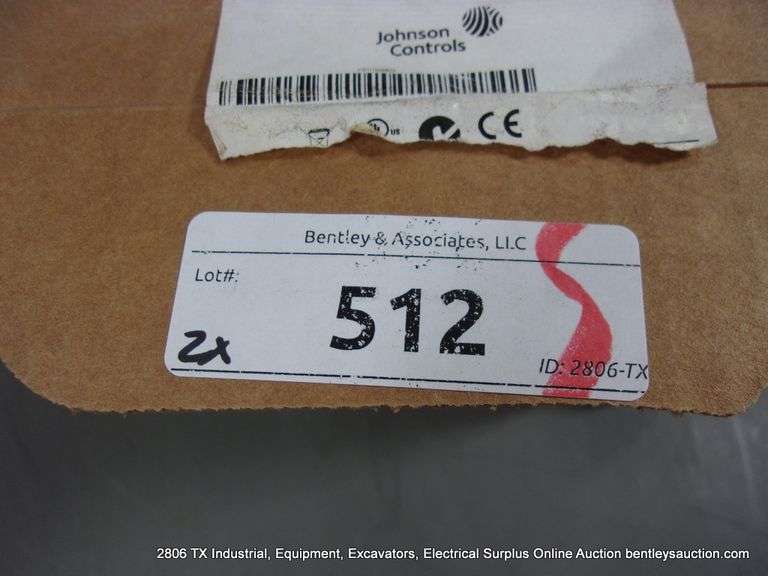 Johnson
Controls
us
CE
Bentley & Associates, LLC
Lot#:
512
2x
ID: 2806-TX
2806 TX Industrial, Equipment, Excavators, Electrical Surplus Online Auction bentleysauction.com